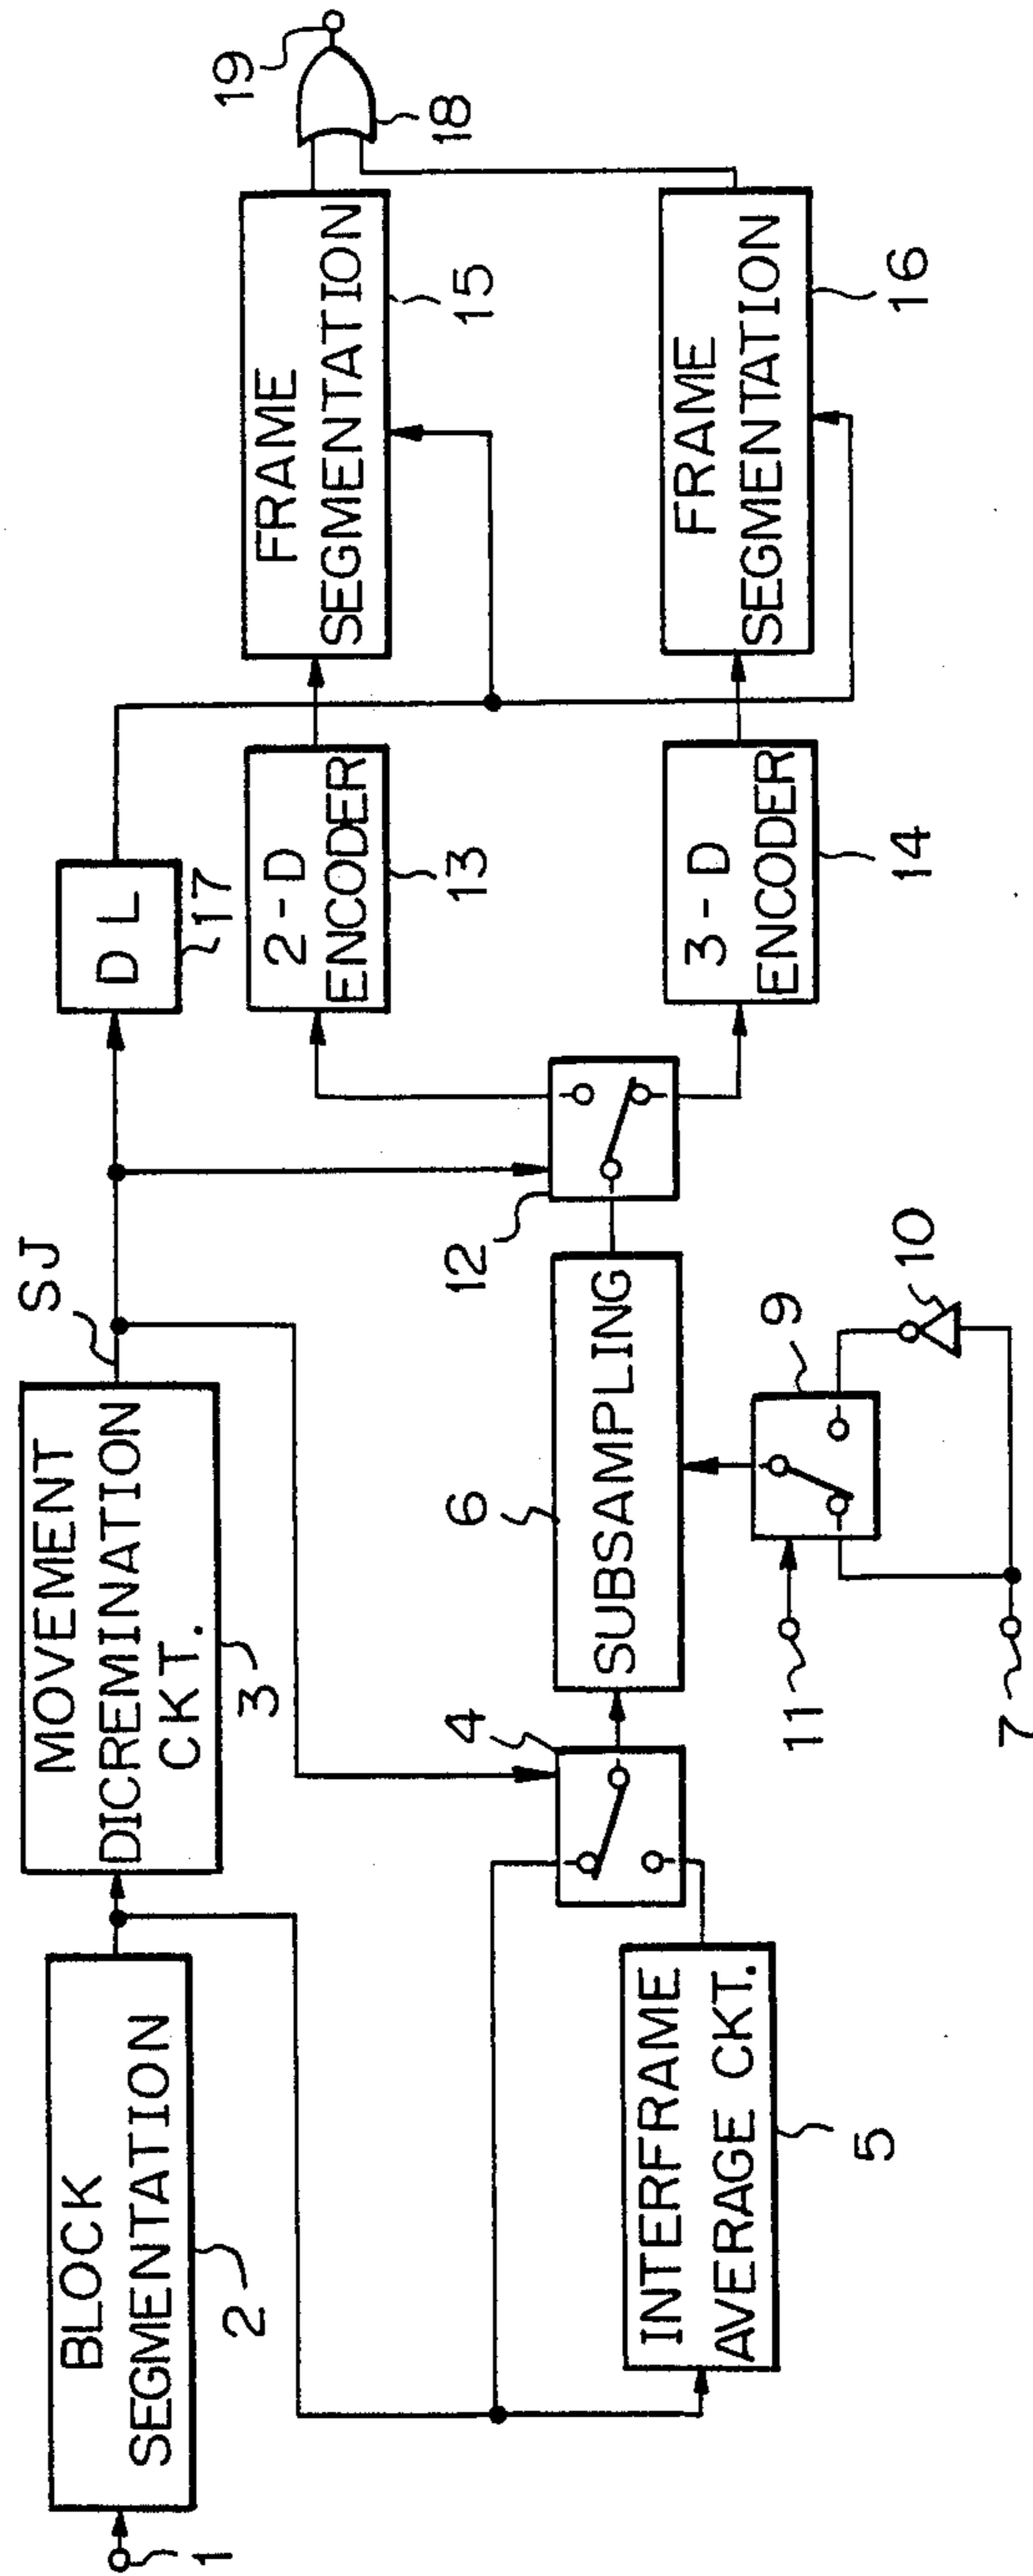 1
BLOCK
SEGMENTATION
2
MOVEMENT
DICREMINATION
CKT.
3
SJ
D L
17
INTERFRAME
AVERAGE CKT.
5
4
SUBSAMPLING
6
7
9
10
11
12
2-D
ENCODER
13
3-D
ENCODER
14
FRAME
SEGMENTATION
15
FRAME
SEGMENTATION
16
18
19